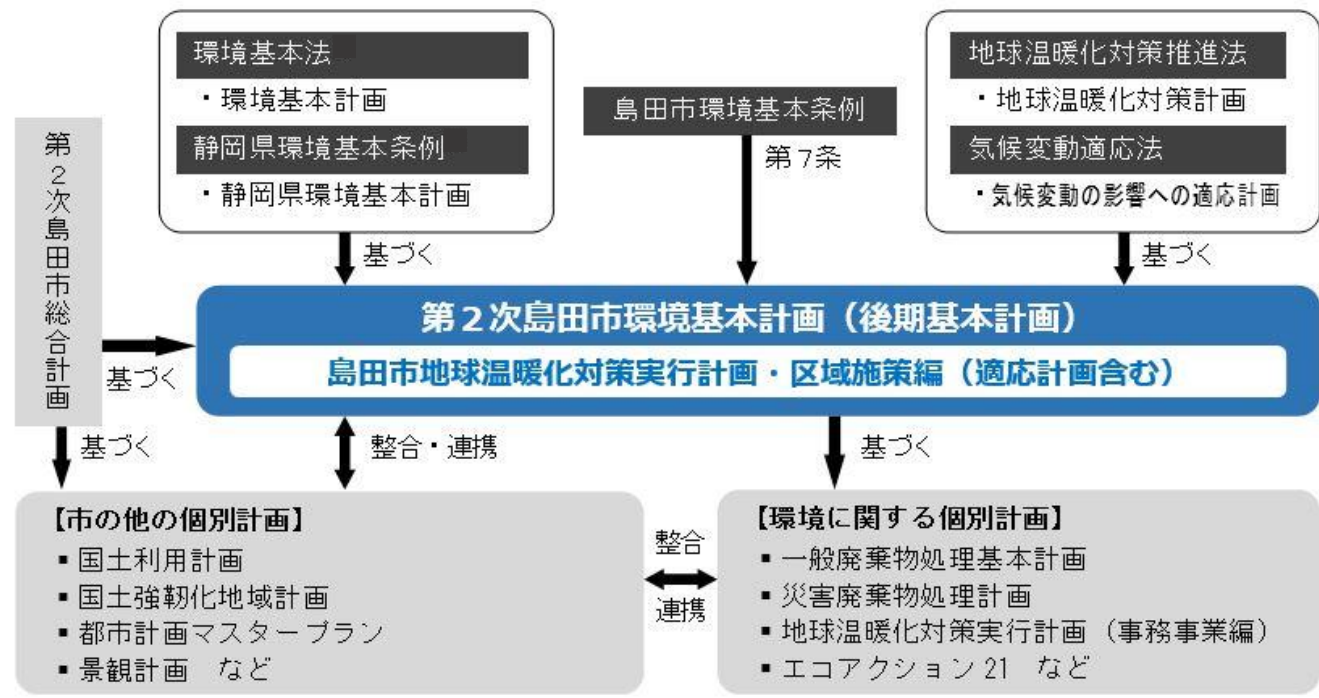 環境基本法
・環境基本計画
静岡県環境基本条例
・静岡県環境基本計画
島田市環境基本条例
第7条
地球温暖化対策推進法
・地球温暖化対策計画
気候変動適応法
・気候変動の影響への適応計画
第2次島田市総合計画
基づく
基づく
第２次島田市環境基本計画（後期基本計画）
島田市地球温暖化対策実行計画・区域施策編（適応計画含む）
基づく
基づく
整合・連携
基づく
【市の他の個別計画】
▪国土利用計画
▪国土強靭化地域計画
▪都市計画マスタープラン
▪景観計画　など
整合
連携
【環境に関する個別計画】
▪一般廃棄物処理基本計画
▪災害廃棄物処理計画
▪地球温暖化対策実行計画（事務事業編）
▪エコアクション21　など